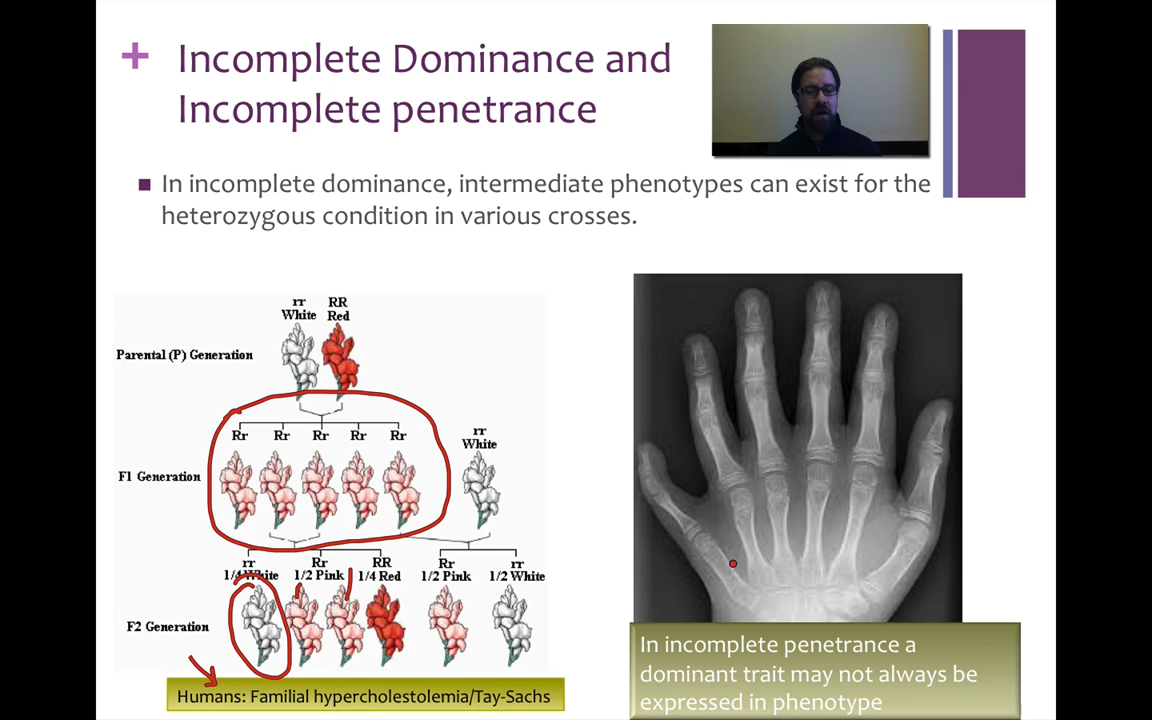 + Incomplete Dominance and
Incomplete penetrance
In incomplete dominance, intermediate phenotypes can exist for the
heterozygous condition in various crosses.
rr RR
White Red
Parental (P) Generation
Rr Rr Rr Rr Rr
rr
White
F1 Generation
rr Rr RR Rr rr
1/4 White 1/2 Pink 1/4 Red 1/2 Pink 1/2 White
F2 Generation
Humans: Familial hypercholestolemia/Tay-Sachs
In incomplete penetrance a
dominant trait may not always be
expressed in phenotype